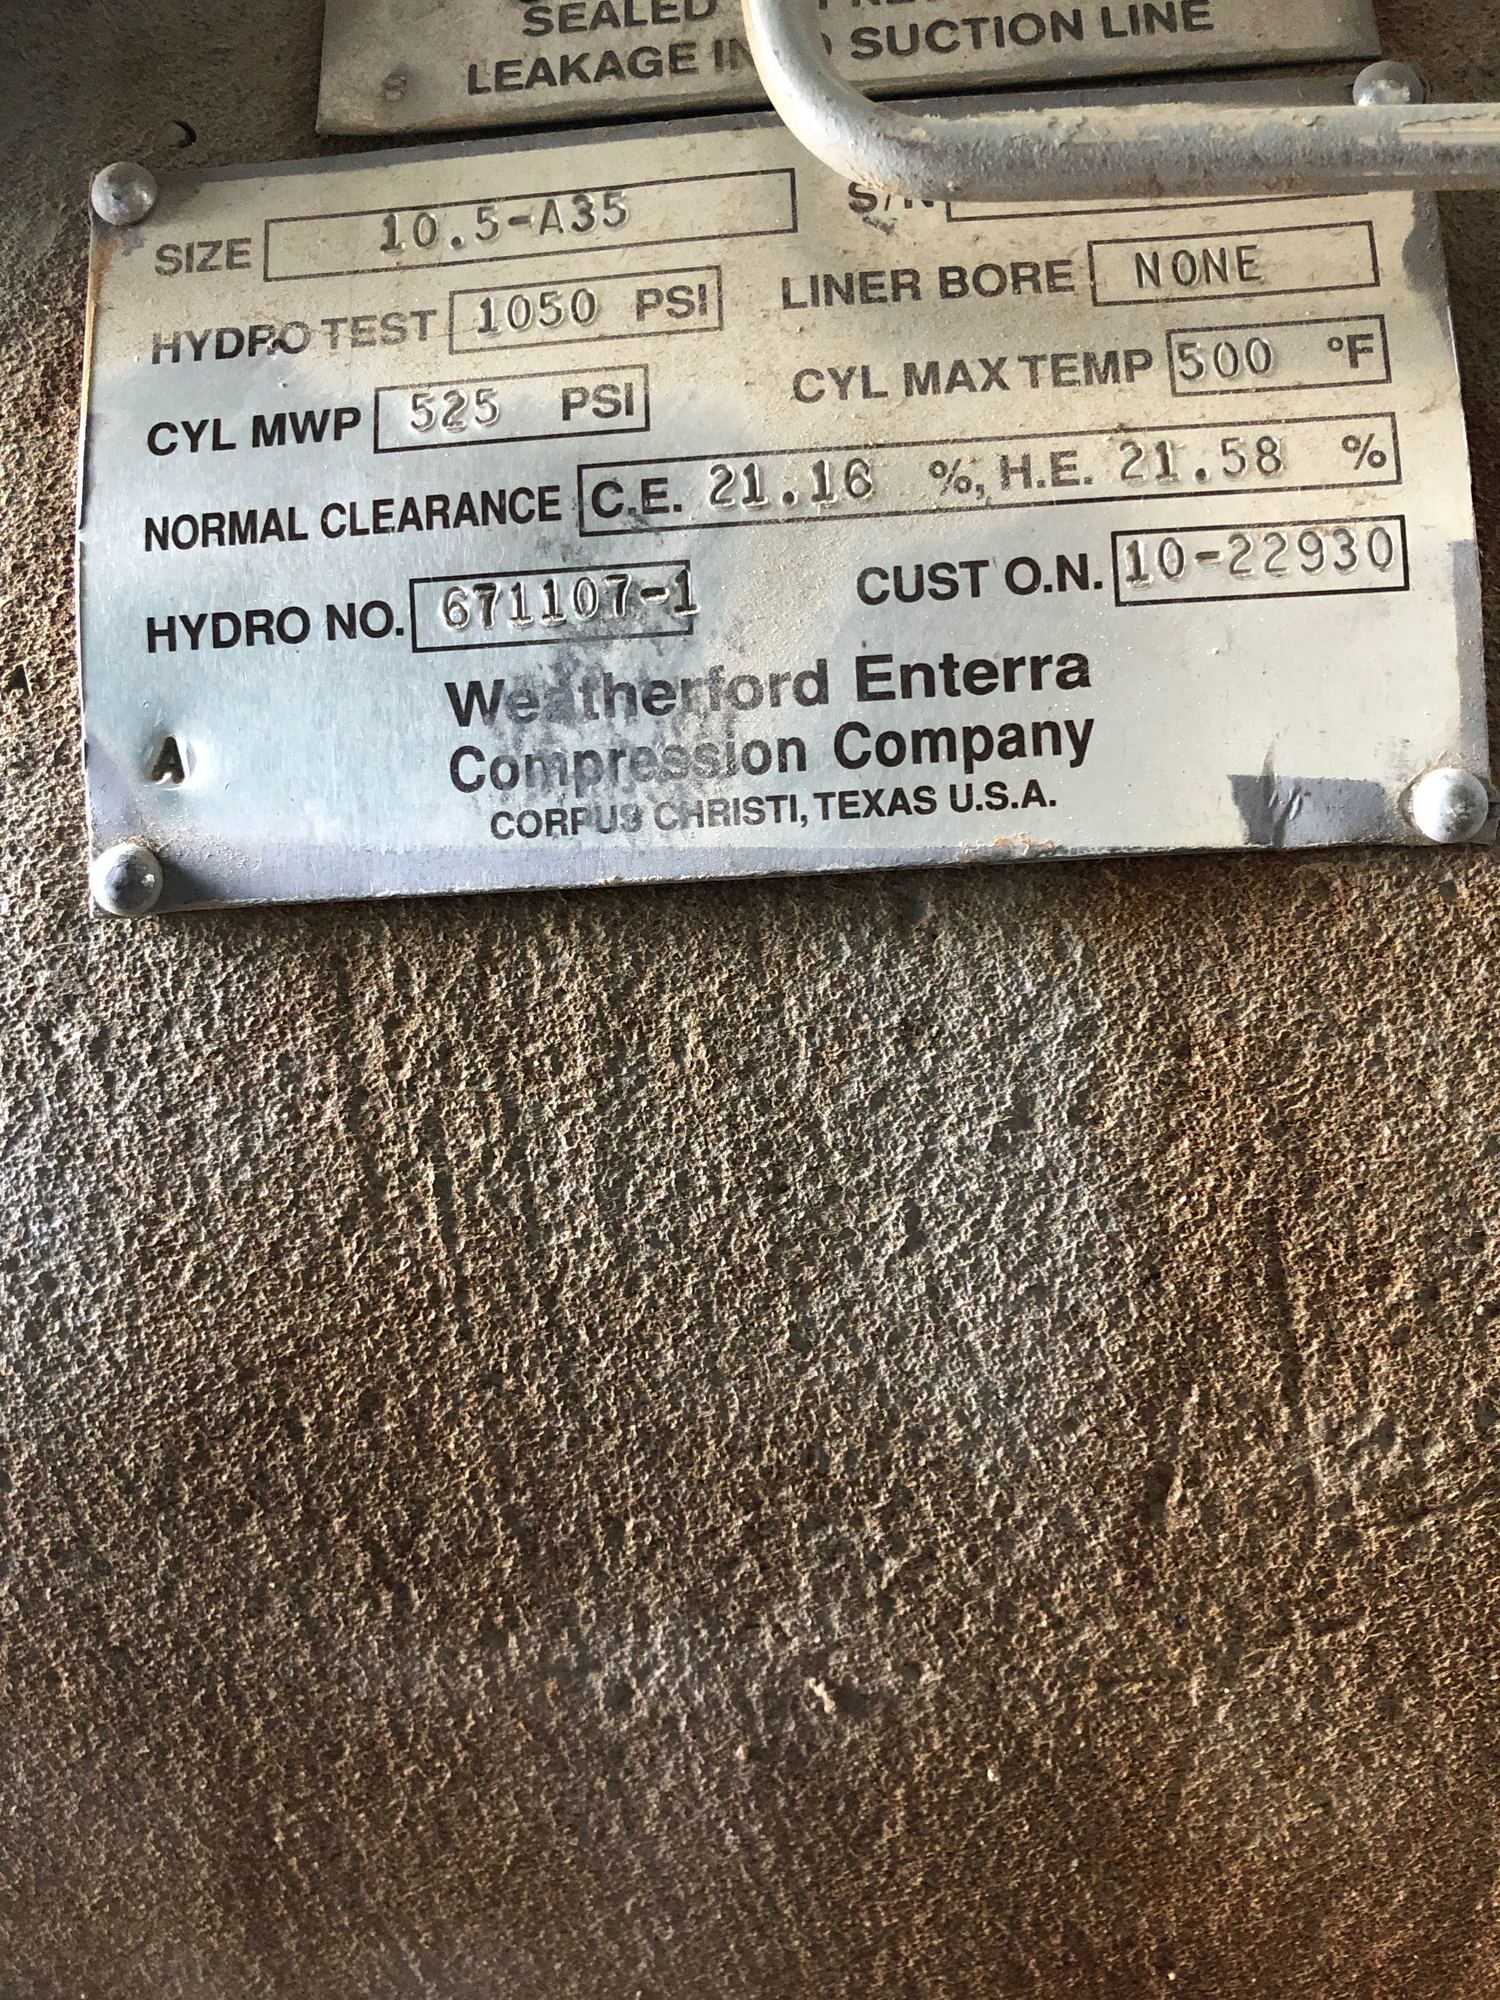 SEALED
LEAKAGE IN SUCTION LINE
SIZE 10.5-A35 S/N
HYDRO TEST 1050 PSI LINER BORE NONE
CYL MWP 525 PSI CYL MAX TEMP 500 °F
NORMAL CLEARANCE C.E. 21.16 %, H.E. 21.58 %
HYDRO NO. 671107-1 CUST O.N. 10-22930
Weatherford Enterra
Compression Company
A
CORPUS CHRISTI, TEXAS U.S.A.